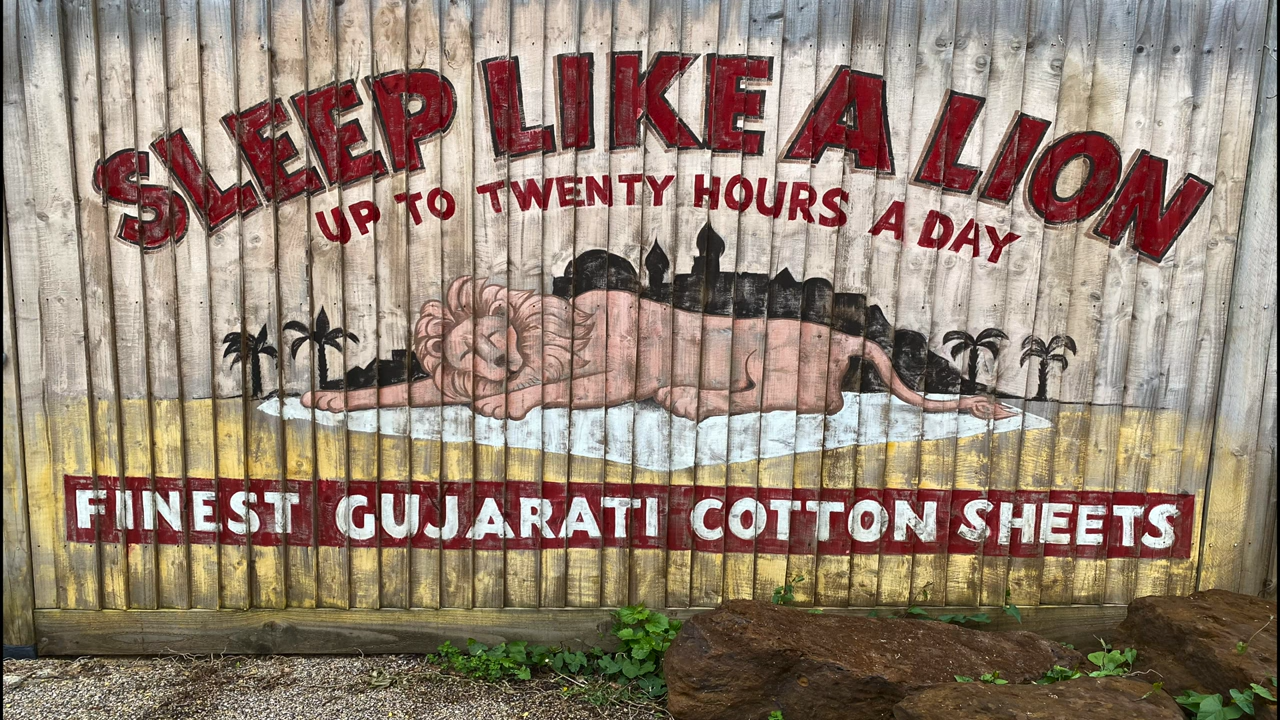 SLEEP LIKE A LION
UP TO TWENTY HOURS A DAY
FINEST GUJARATI COTTON SHEETS